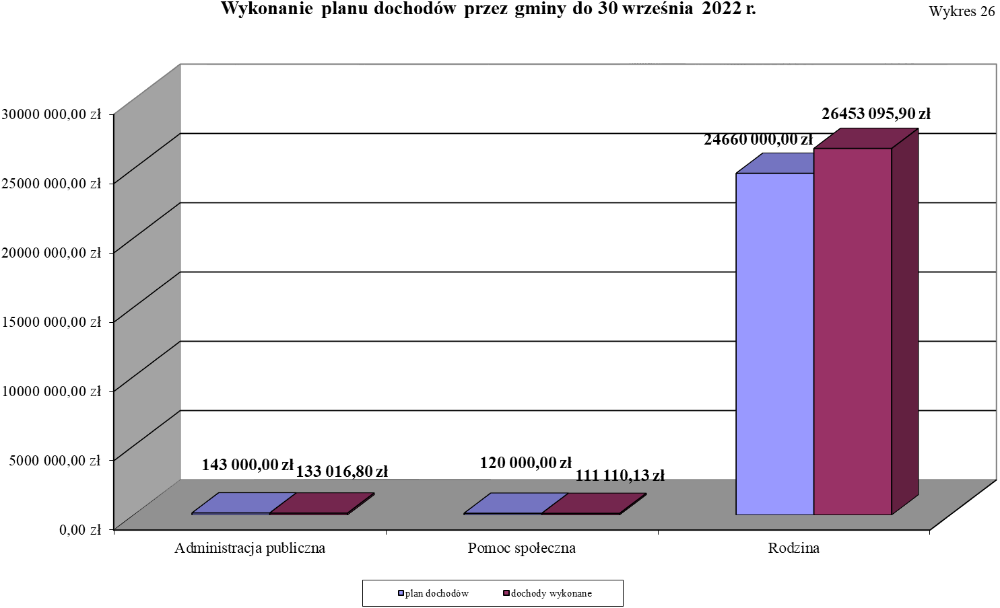 Wykonanie planu dochodów przez gminy do 30 września 2022 r.
Wykres 26
30000 000,00 zł
25000 000,00 zł
20000 000,00 zł
15000 000,00 zł
10000 000,00 zł
5000 000,00 zł
0,00 zł
143 000,00 zł
133 016,80 zł
120 000,00 zł
111 110,13 zł
24660 000,00 zł
26453 095,90 zł
Administracja publiczna
Pomoc społeczna
Rodzina
plan dochodów
dochody wykonane